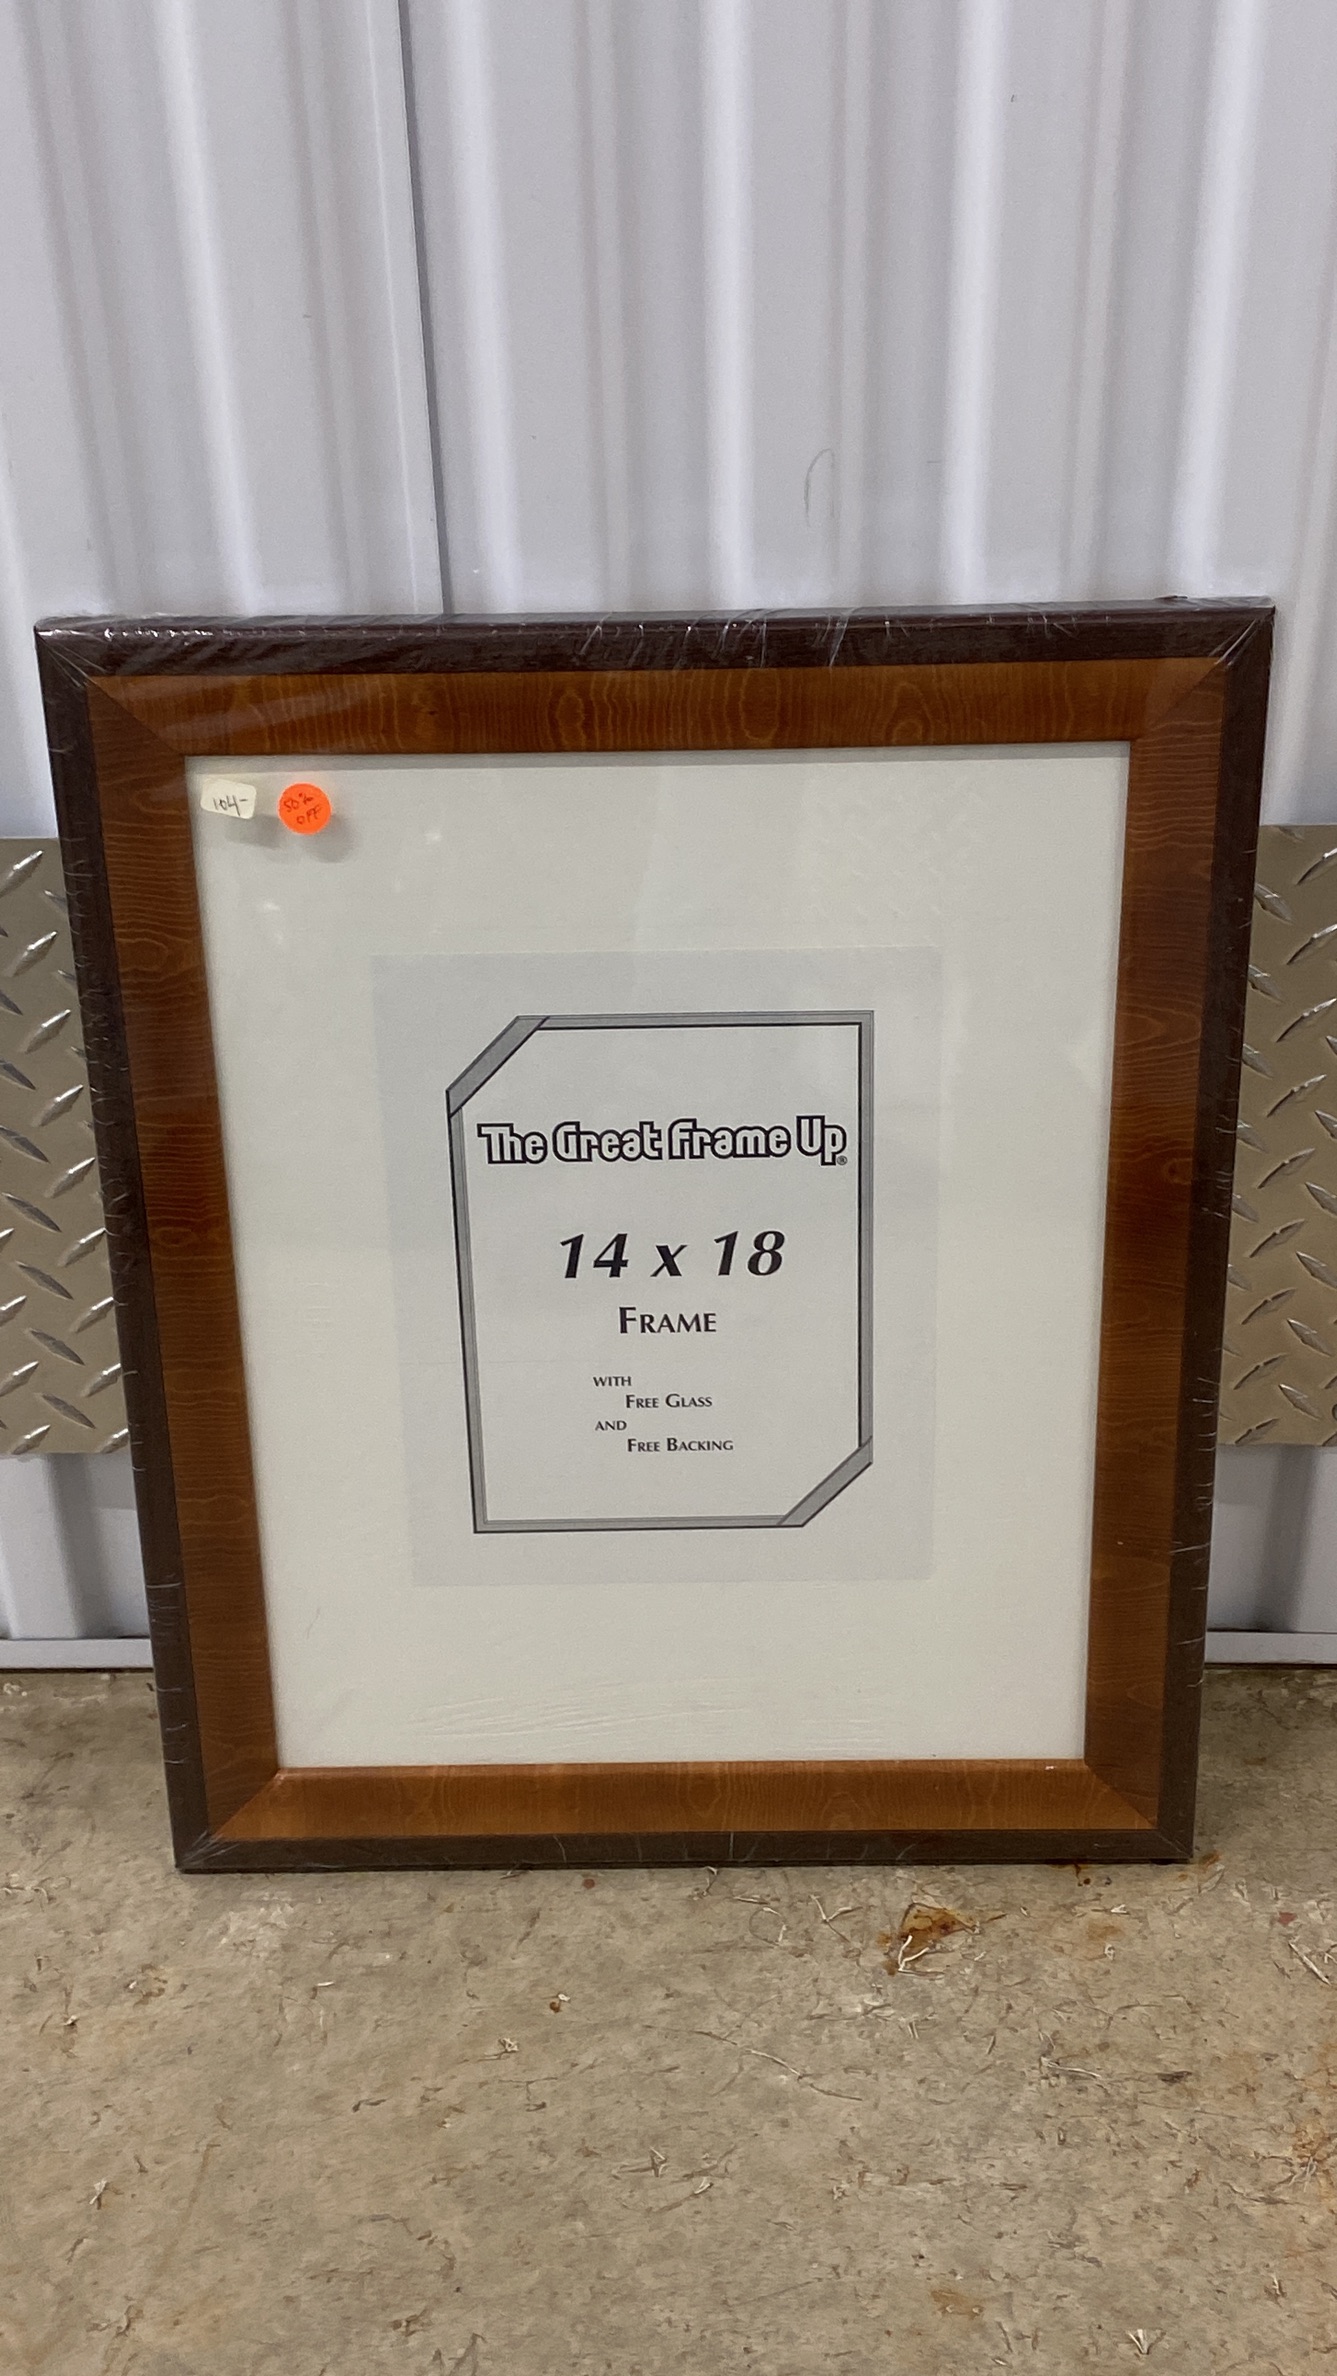 104-
50%
OFF
The Great Frame Up®
14 x 18
FRAME
WITH
FREE GLASS
AND
FREE BACKING